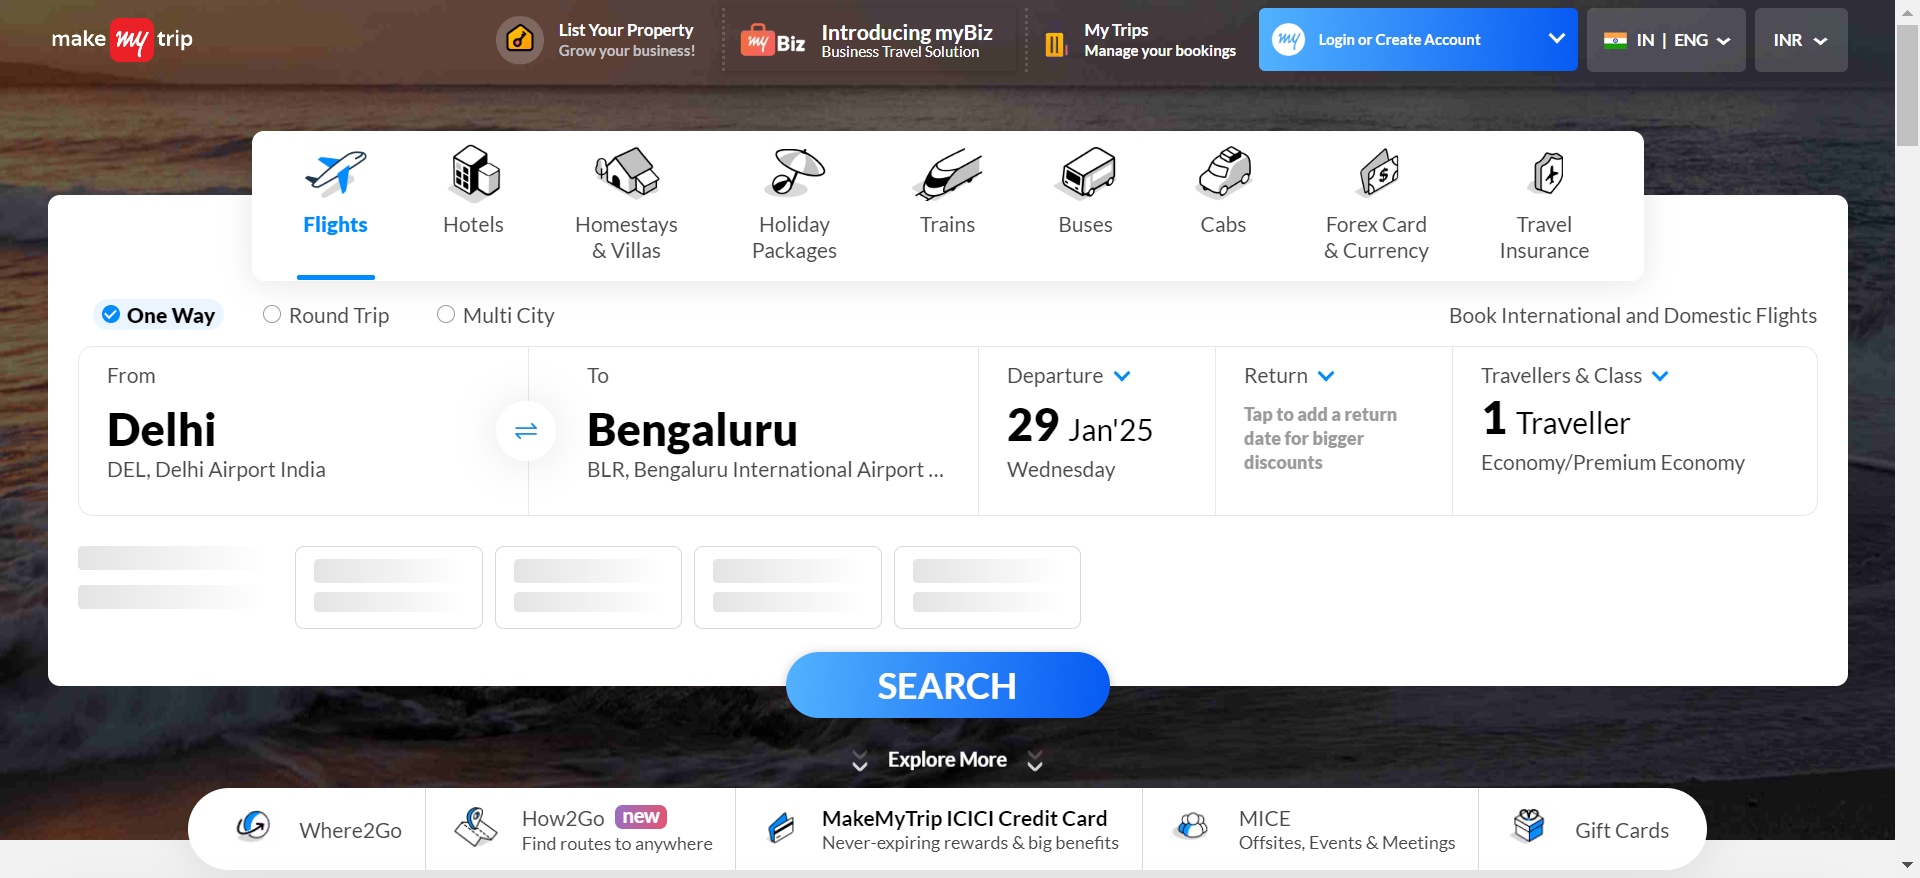 make my trip
List Your Property
Grow your business!
my Biz
Introducing myBiz
Business Travel Solution
My Trips
Manage your bookings
my
Login or Create Account
IN | ENG
INR
Flights
Hotels
Homestays
& Villas
Holiday
Packages
Trains
Buses
Cabs
Forex Card
& Currency
Travel
Insurance
One Way
Round Trip
Multi City
Book International and Domestic Flights
From
Delhi
DEL, Delhi Airport India
To
Bengaluru
BLR, Bengaluru International Airport ...
Departure
29 Jan'25
Wednesday
Return
Tap to add a return
date for bigger
discounts
Travellers & Class
1 Traveller
Economy/Premium Economy
SEARCH
Explore More
Where2Go
How2Go new
Find routes to anywhere
MakeMyTrip ICICI Credit Card
Never-expiring rewards & big benefits
MICE
Offsites, Events & Meetings
Gift Cards